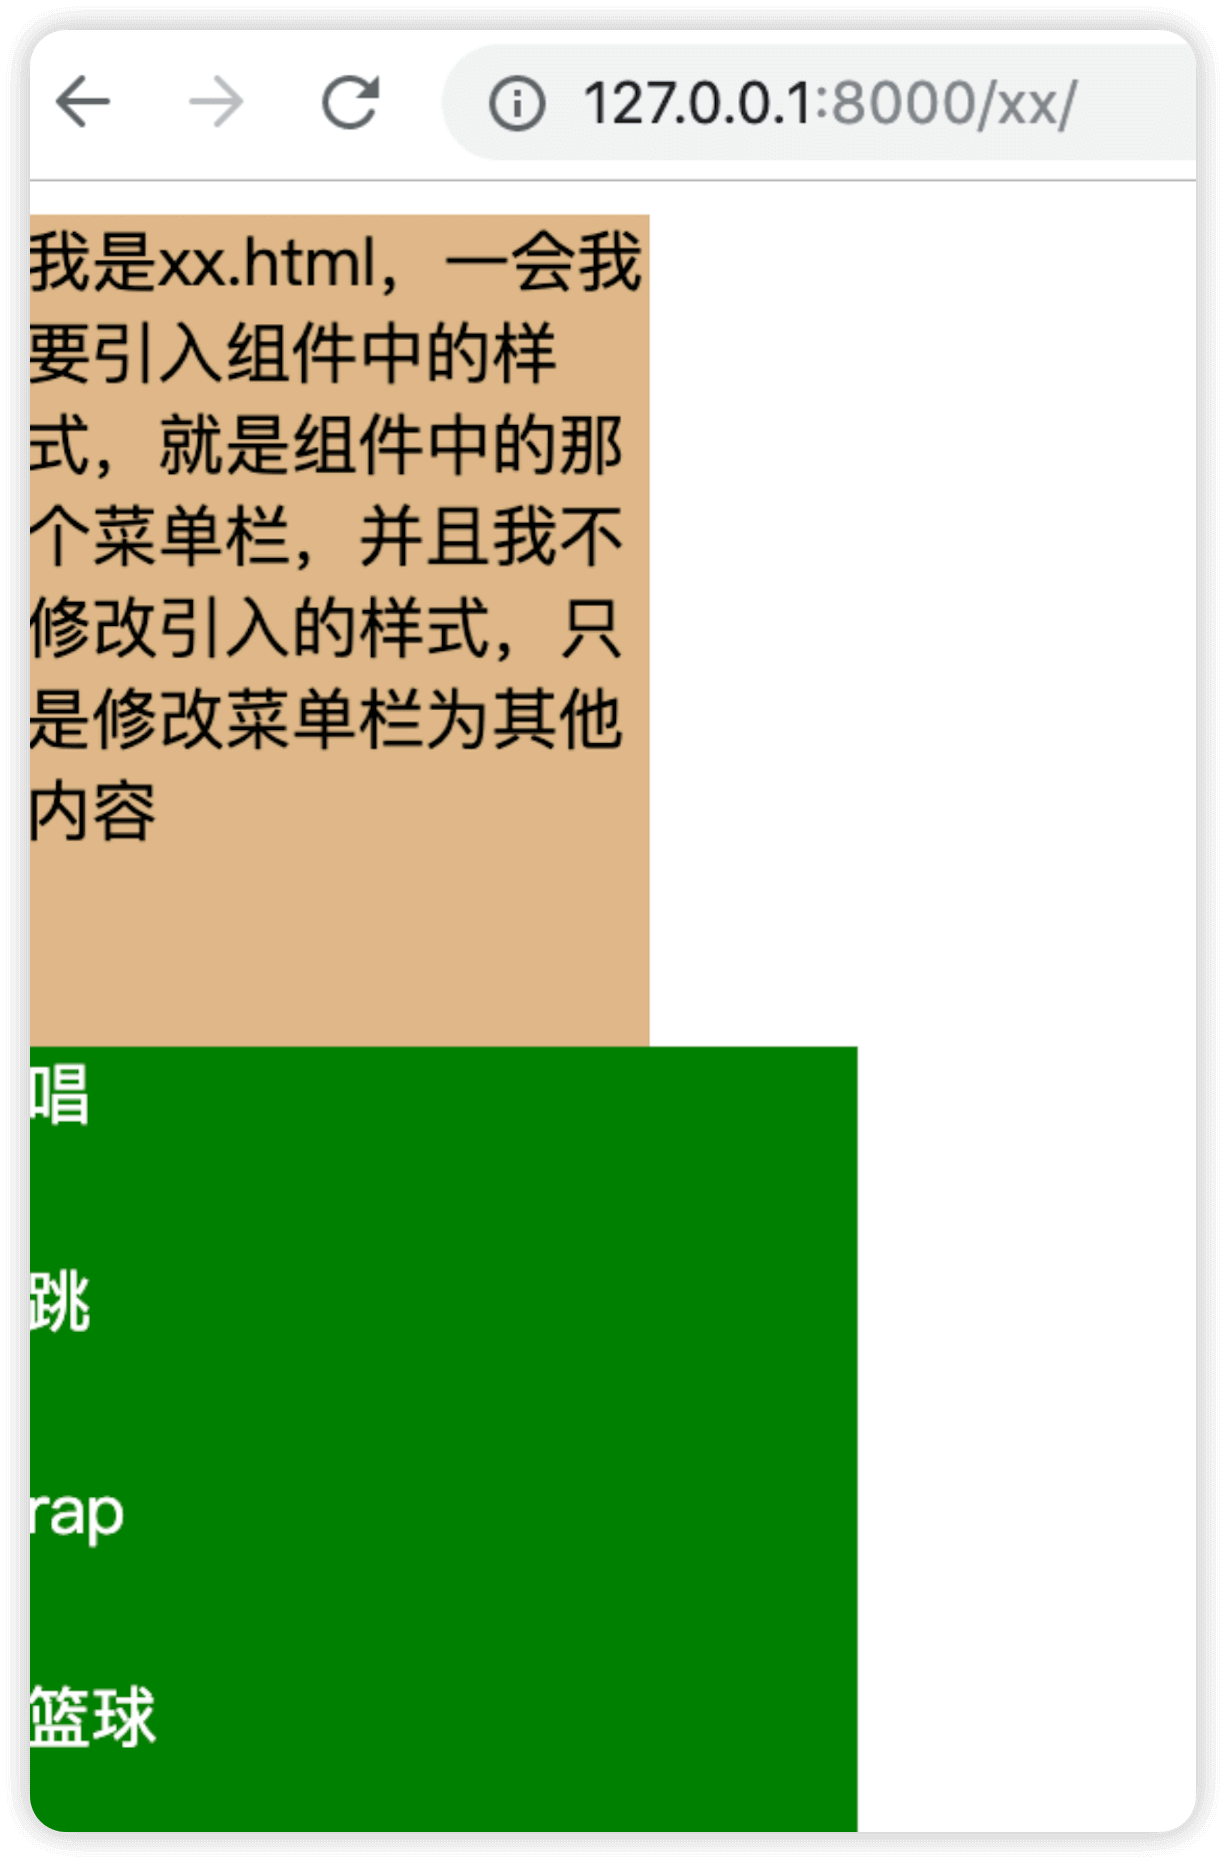 127.0.0.1:8000/xx/
我是xx.html，一会我
要引入组件中的样
式，就是组件中的那
个菜单栏，并且我不
修改引入的样式，只
是修改菜单栏为其他
内容
唱
跳
rap
篮球